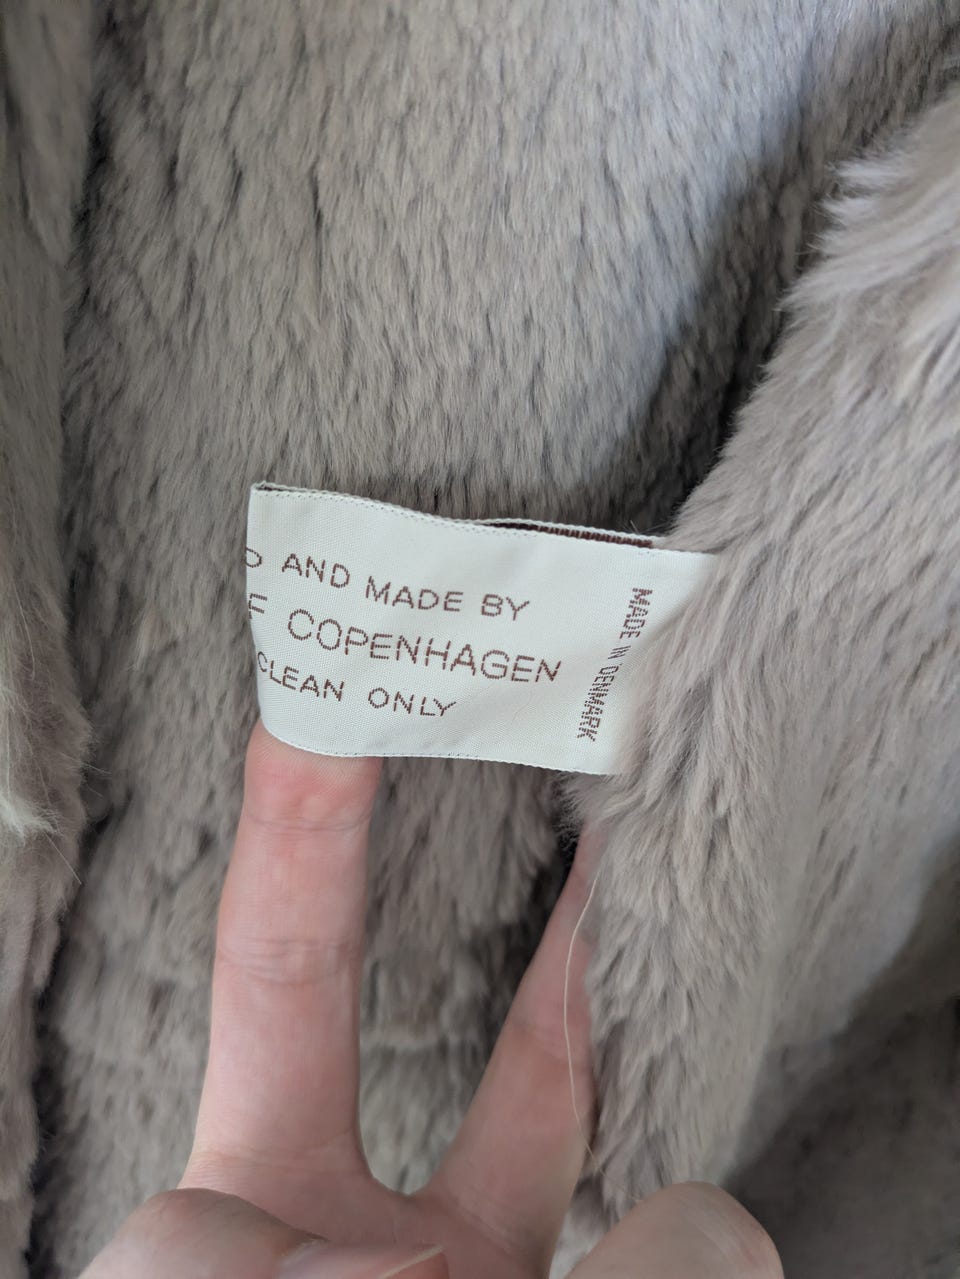 AND MADE BY
COPENHAGEN
CLEAN ONLY
MADE IN DENMARK